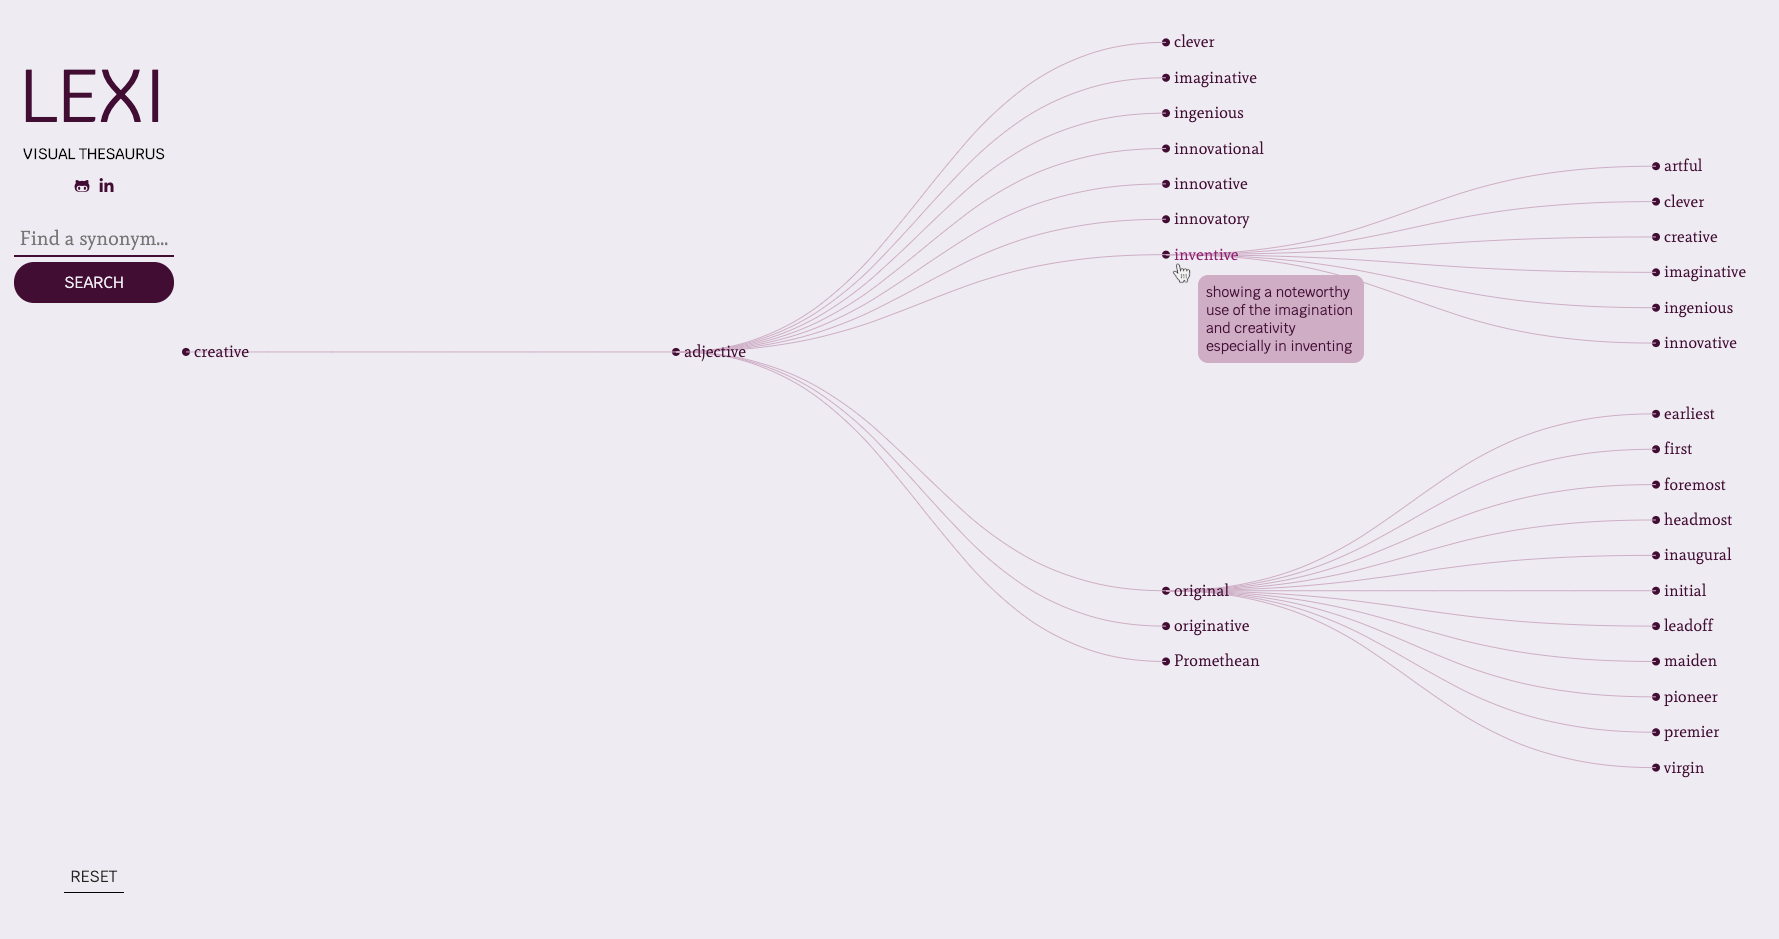 LEXI
VISUAL THESAURUS
in
Find a synonym...
SEARCH
creative
adjective
clever
imaginative
ingenious
innovational
innovative
innovatory
inventive
showing a noteworthy
use of the imagination
and creativity
especially in inventing
artful
clever
creative
imaginative
ingenious
innovative
original
originative
Promethean
earliest
first
foremost
headmost
inaugural
initial
leadoff
maiden
pioneer
premier
virgin
RESET